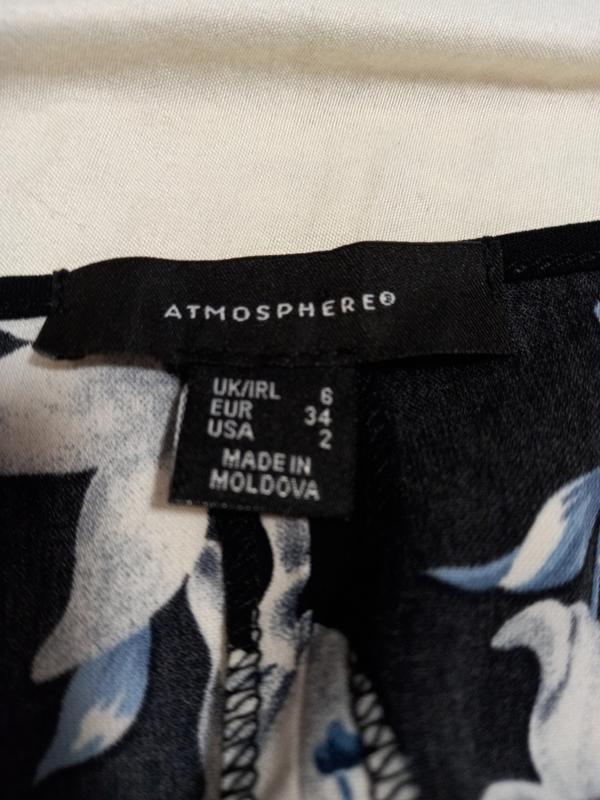 ATMOSPHERE®
UK/IRL 6
EUR 34
USA 2
MADE IN
MOLDOVA